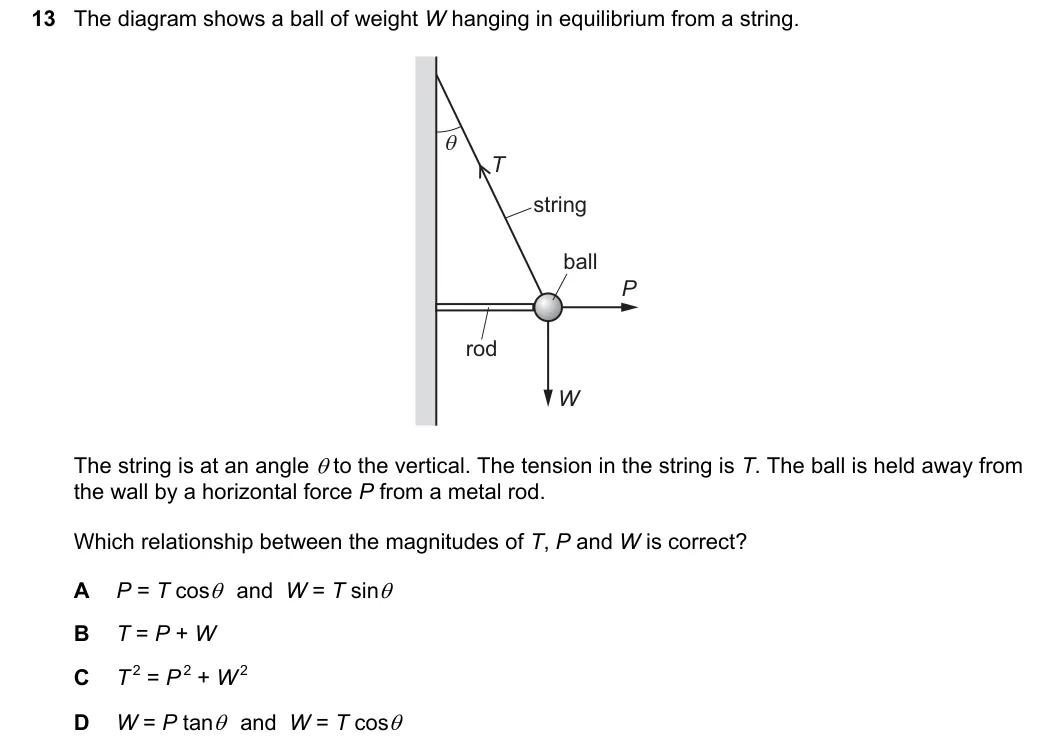 13 The diagram shows a ball of weight W hanging in equilibrium from a string.
θ
T
string
ball
P
rod
W
The string is at an angle θ to the vertical. The tension in the string is T. The ball is held away from
the wall by a horizontal force P from a metal rod.
Which relationship between the magnitudes of T, P and W is correct?
A P = T cosθ and W = T sinθ
B T = P + W
C T² = P² + W²
D W = P tanθ and W = T cosθ